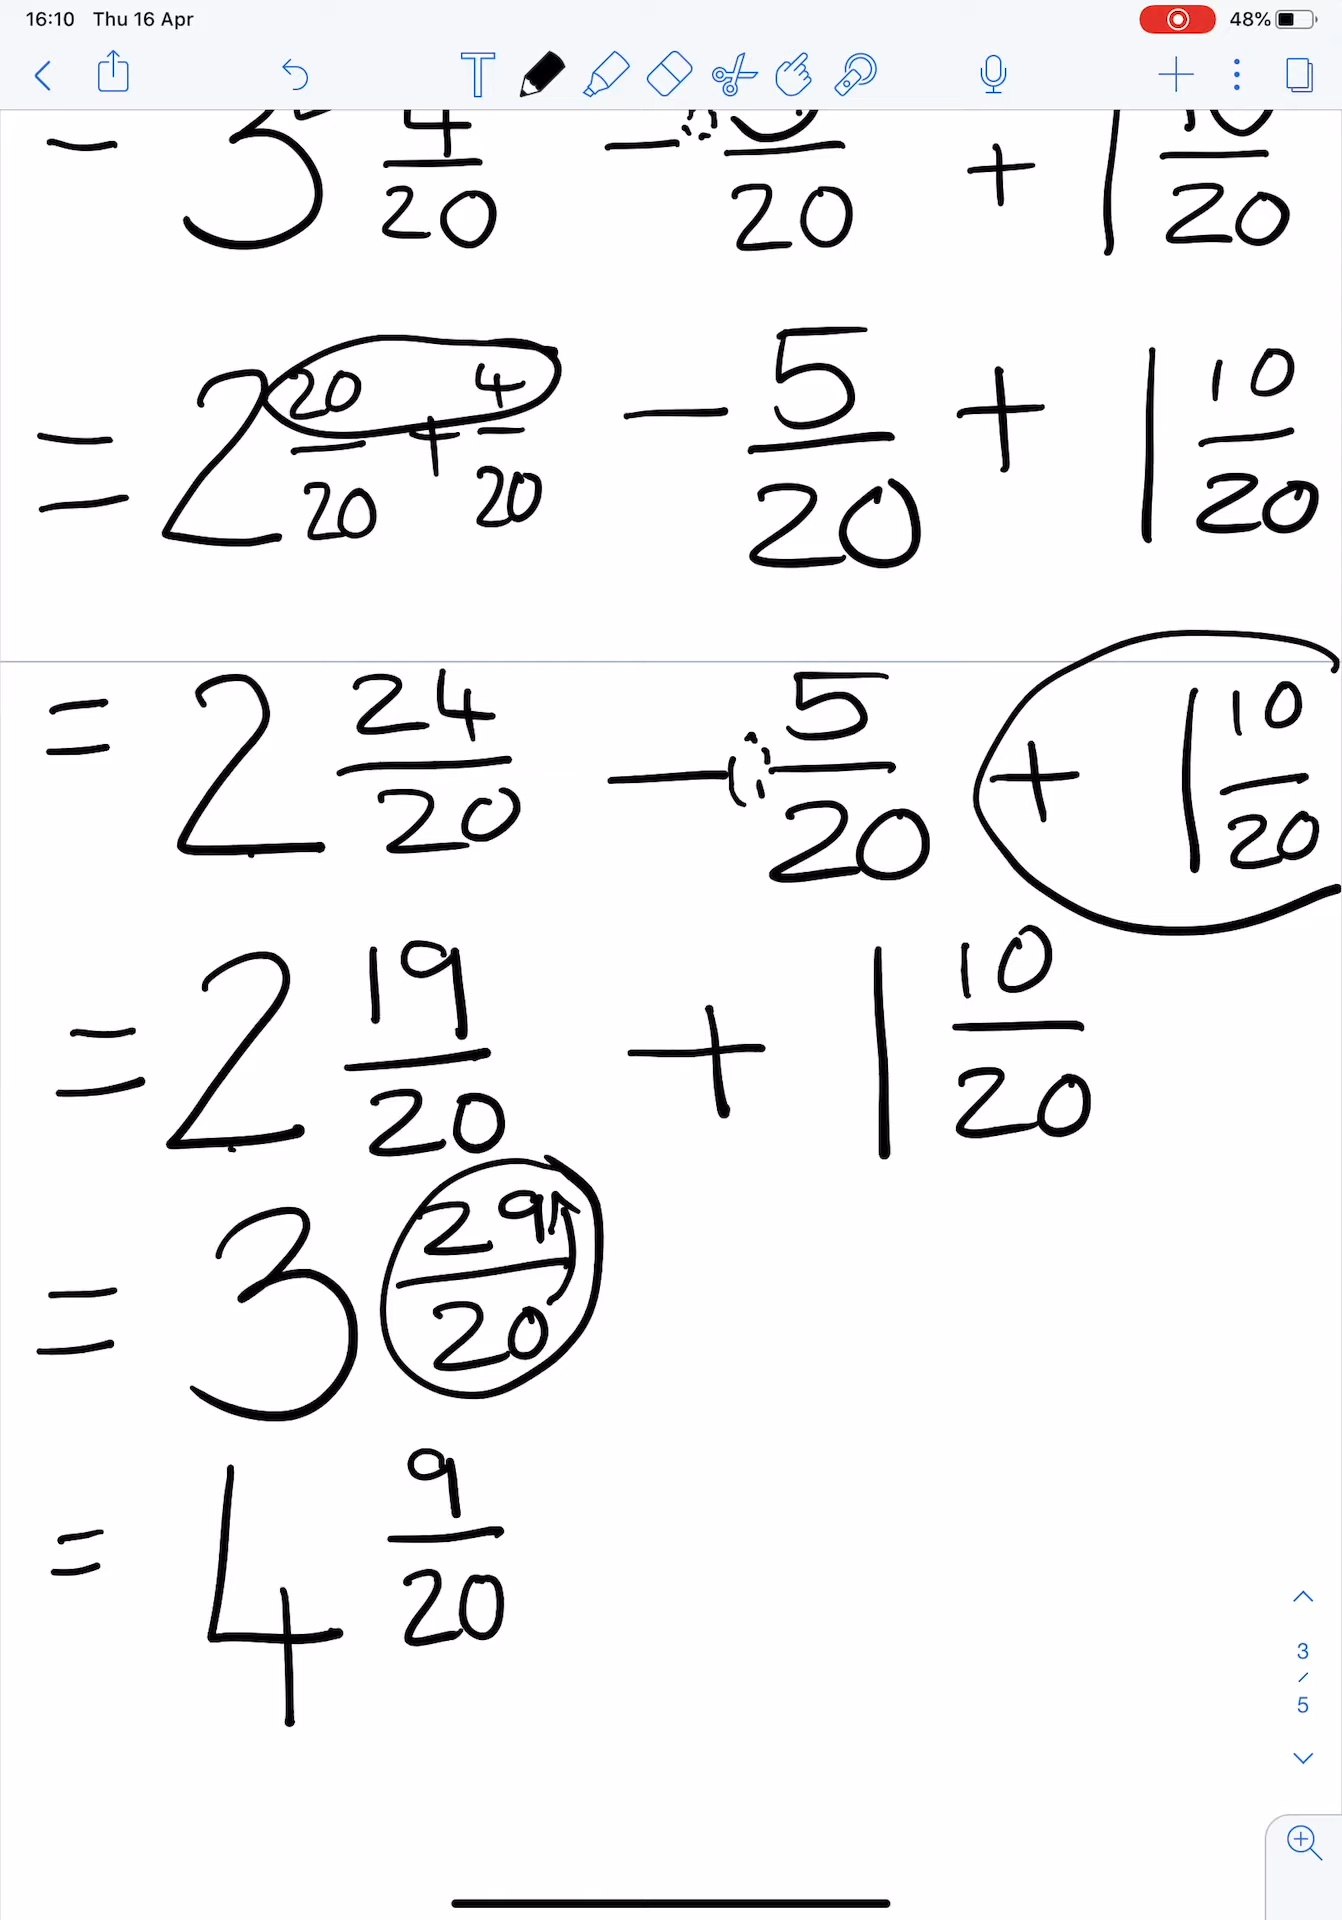 16:10 Thu 16 Apr 48%
T
= 3 4/20 - 5/20 + 1 10/20
= 2 20/20 + 4/20 - 5/20 + 1 10/20
= 2 24/20 - 5/20 + 1 10/20
= 2 19/20 + 1 10/20
= 3 29/20
= 4 9/20
3
/
5